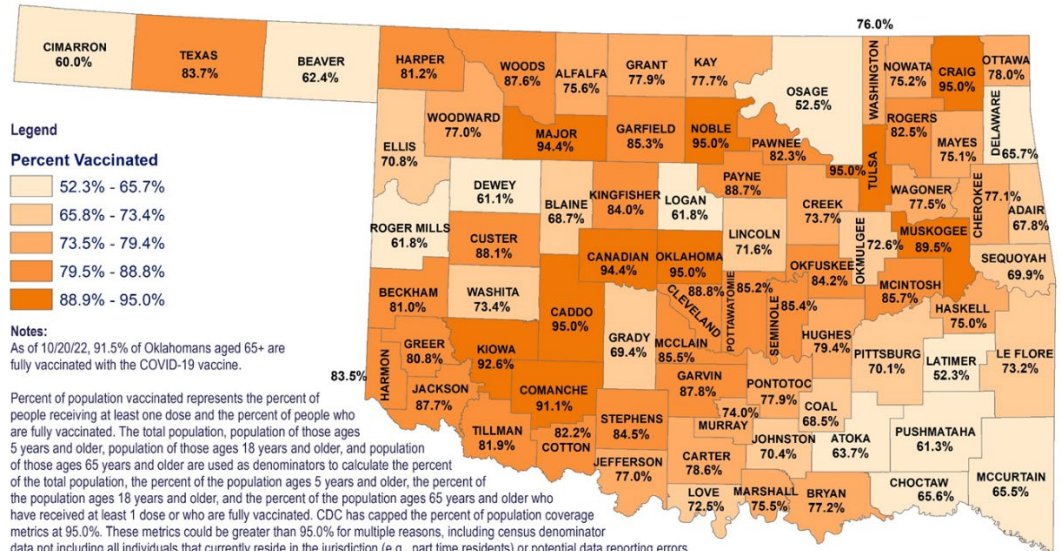 76.0%
CIMARRON
60.0%
TEXAS
83.7%
BEAVER
62.4%
HARPER
81.2%
WOODS
87.6%
ALFALFA
75.6%
GRANT
77.9%
KAY
77.7%
OSAGE
52.5%
WASHINGTON
NOWATA
75.2%
CRAIG
95.0%
OTTAWA
78.0%
DELAWARE
65.7%
WOODWARD
77.0%
MAJOR
94.4%
GARFIELD
85.3%
NOBLE
95.0%
PAWNEE
82.3%
ROGERS
82.5%
MAYES
75.1%
ELLIS
70.8%
Legend
Percent Vaccinated
52.3% - 65.7%
65.8% - 73.4%
73.5% - 79.4%
79.5% - 88.8%
88.9% - 95.0%
DEWEY
61.1%
BLAINE
68.7%
KINGFISHER
84.0%
LOGAN
61.8%
PAYNE
88.7%
95.0%
TULSA
CREEK
73.7%
WAGONER
77.5%
CHEROKEE
77.1%
ADAIR
67.8%
ROGER MILLS
61.8%
CUSTER
88.1%
CANADIAN
94.4%
OKLAHOMA
95.0%
LINCOLN
71.6%
OKMULGEE
72.6%
MUSKOGEE
89.5%
SEQUOYAH
69.9%
OKFUSKEE
84.2%
MCINTOSH
85.7%
BECKHAM
81.0%
WASHITA
73.4%
CADDO
95.0%
GRADY
69.4%
88.8%
CLEVELAND
85.2%
POTTAWATOMIE
85.4%
SEMINOLE
HUGHES
79.4%
HASKELL
75.0%
MCCLAIN
85.5%
PITTSBURG
70.1%
LATIMER
52.3%
LE FLORE
73.2%
Notes:
As of 10/20/22, 91.5% of Oklahomans aged 65+ are
fully vaccinated with the COVID-19 vaccine.
83.5%
HARMON
GREER
80.8%
KIOWA
92.6%
JACKSON
87.7%
COMANCHE
91.1%
TILLMAN
81.9%
82.2%
COTTON
STEPHENS
84.5%
GARVIN
87.8%
PONTOTOC
77.9%
74.0%
MURRAY
COAL
68.5%
JOHNSTON
70.4%
ATOKA
63.7%
PUSHMATAHA
61.3%
JEFFERSON
77.0%
CARTER
78.6%
LOVE
72.5%
MARSHALL
75.5%
BRYAN
77.2%
CHOCTAW
65.6%
MCCURTAIN
65.5%
Percent of population vaccinated represents the percent of
people receiving at least one dose and the percent of people who
are fully vaccinated. The total population, population of those ages
5 years and older, population of those ages 18 years and older, and population
of those ages 65 years and older are used as denominators to calculate the percent
of the total population, the percent of the population ages 5 years and older, the percent of
the population ages 18 years and older, and the percent of the population ages 65 years and older who
have received at least 1 dose or who are fully vaccinated. CDC has capped the percent of population coverage
metrics at 95.0%. These metrics could be greater than 95.0% for multiple reasons, including census denominator
data not including all individuals that currently reside in the jurisdiction (e.g., part time residents) or potential data reporting errors